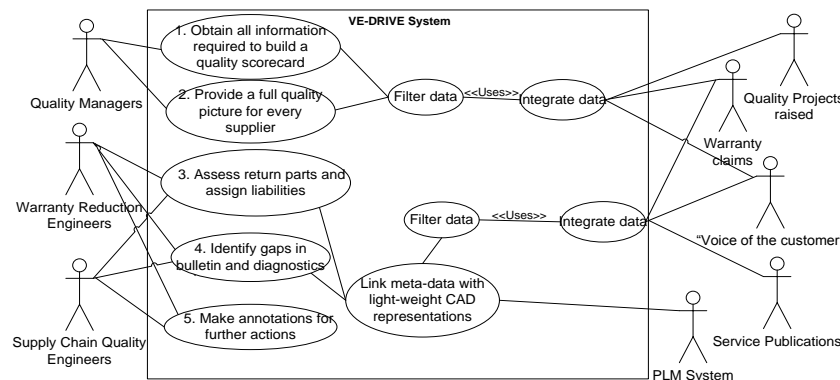 VE-DRIVE System
1. Obtain all information
required to build a
quality scorecard
Quality Managers
2. Provide a full quality
picture for every
supplier
Filter data
<<Uses>>
Integrate data
Quality Projects
raised
Warranty
claims
3. Assess return parts and
assign liabilities
Warranty Reduction
Engineers
Filter data
<<Uses>>
Integrate data
"Voice of the customer
4. Identify gaps in
bulletin and diagnostics
Link meta-data with
light-weight CAD
representations
5. Make annotations for
further actions
Supply Chain Quality
Engineers
Service Publications
PLM System